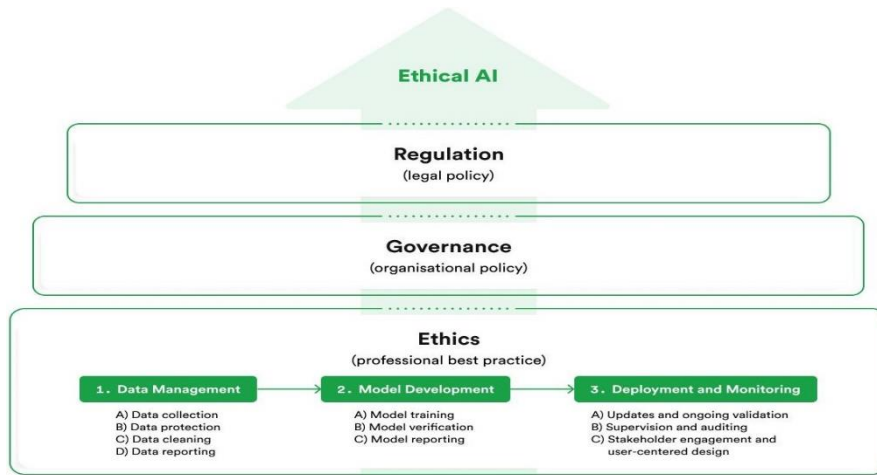 Ethical AI
Regulation
(legal policy)
Governance
(organisational policy)
Ethics
(professional best practice)
1. Data Management
A) Data collection
B) Data protection
C) Data cleaning
D) Data reporting
2. Model Development
A) Model training
B) Model verification
C) Model reporting
3. Deployment and Monitoring
A) Updates and ongoing validation
B) Supervision and auditing
C) Stakeholder engagement and
user-centered design